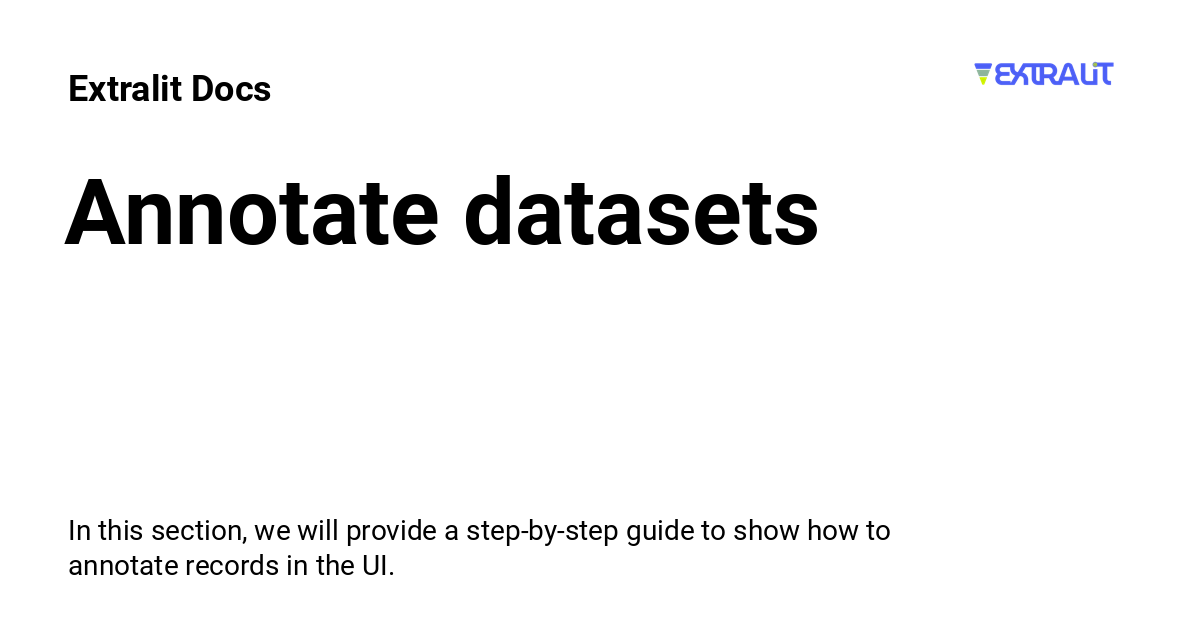 Extralit Docs
EXTRALIT
Annotate datasets
In this section, we will provide a step-by-step guide to show how to
annotate records in the UI.